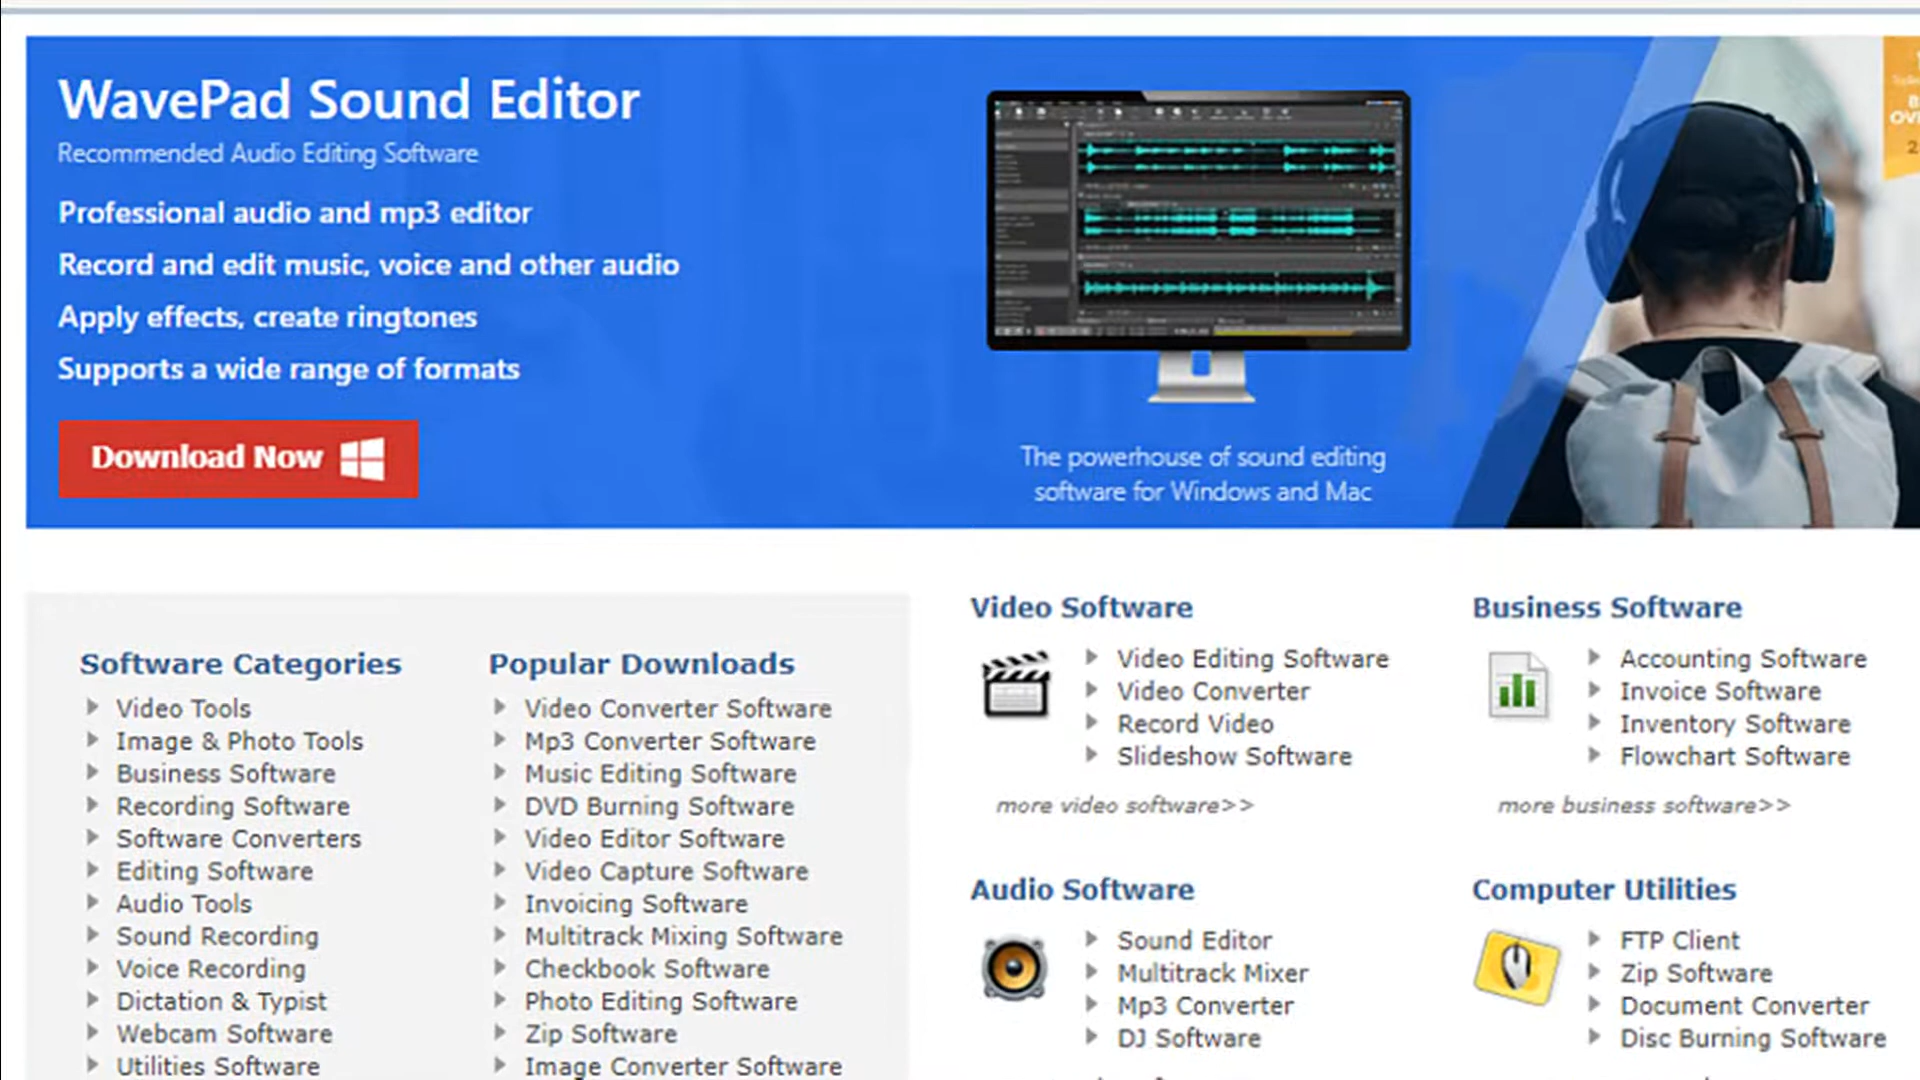 WavePad Sound Editor
Recommended Audio Editing Software
Professional audio and mp3 editor
Record and edit music, voice and other audio
Apply effects, create ringtones
Supports a wide range of formats
Download Now
The powerhouse of sound editing
software for Windows and Mac
Software Categories
Video Tools
Image & Photo Tools
Business Software
Recording Software
Software Converters
Editing Software
Audio Tools
Sound Recording
Voice Recording
Dictation & Typist
Webcam Software
Utilities Software
Popular Downloads
Video Converter Software
Mp3 Converter Software
Music Editing Software
DVD Burning Software
Video Editor Software
Video Capture Software
Invoicing Software
Multitrack Mixing Software
Checkbook Software
Photo Editing Software
Zip Software
Image Converter Software
Video Software
Video Editing Software
Video Converter
Record Video
Slideshow Software
more video software>>
Business Software
Accounting Software
Invoice Software
Inventory Software
Flowchart Software
more business software>>
Audio Software
Sound Editor
Multitrack Mixer
Mp3 Converter
DJ Software
Computer Utilities
FTP Client
Zip Software
Document Converter
Disc Burning Software